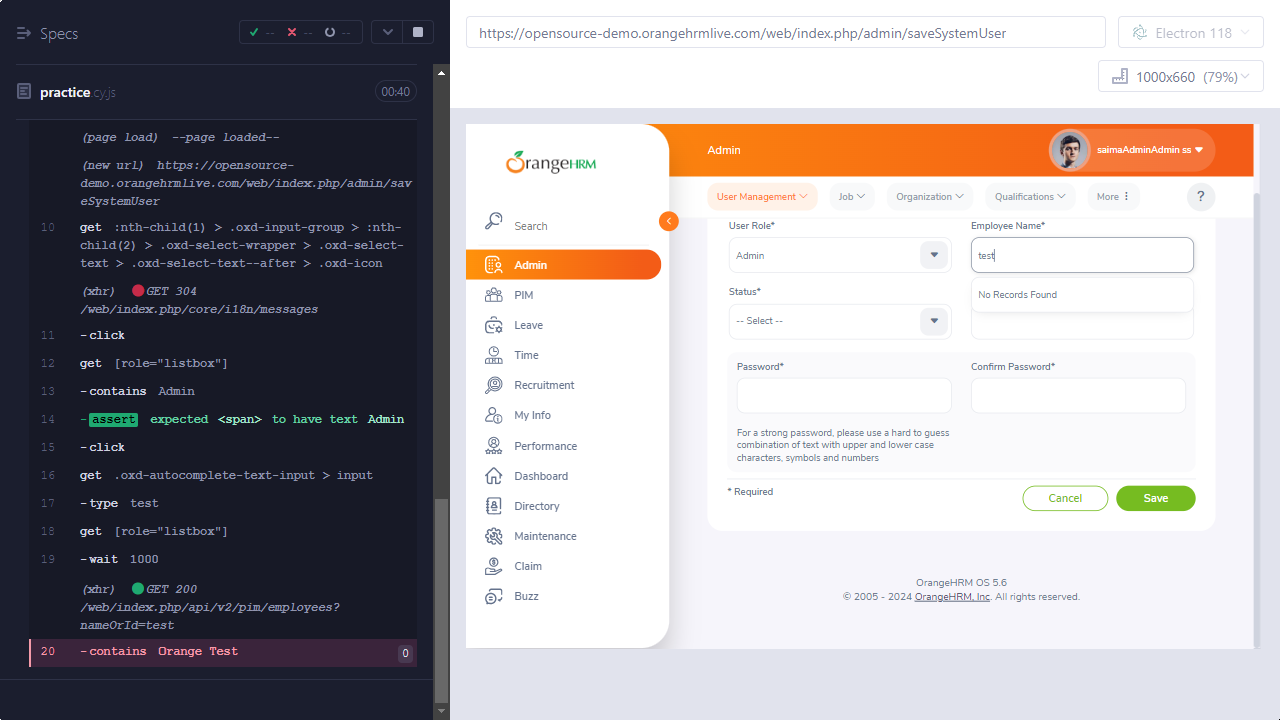 Specs
--
--
--
practice.cy.js
00:40
(page load) --page loaded--
(new url) https://opensource-
demo.orangehrmlive.com/web/index.php/admin/sav
eSystemUser
10 get :nth-child(1) > .oxd-input-group > :nth-
child(2) > .oxd-select-wrapper > .oxd-select-
text > .oxd-select-text--after > .oxd-icon
(xhr) GET 304
/web/index.php/core/i18n/messages
11 -click
12 get [role="listbox"]
13 -contains Admin
14 -assert expected <span> to have text Admin
15 -click
16 get .oxd-autocomplete-text-input > input
17 -type test
18 get [role="listbox"]
19 -wait 1000
(xhr) GET 200
/web/index.php/api/v2/pim/employees?
nameOrId=test
20 -contains Orange Test 0
https://opensource-demo.orangehrmlive.com/web/index.php/admin/saveSystemUser
Electron 118
1000x660 (79%)
OrangeHRM
Search
Admin
PIM
Leave
Time
Recruitment
My Info
Performance
Dashboard
Directory
Maintenance
Claim
Buzz
Admin
saimaAdminAdmin ss
User Management
Job
Organization
Qualifications
More
?
User Role*
Employee Name*
Admin
test
Status*
No Records Found
-- Select --
Password*
Confirm Password*
For a strong password, please use a hard to guess
combination of text with upper and lower case
characters, symbols and numbers
* Required
Cancel
Save
OrangeHRM OS 5.6
© 2005 - 2024 OrangeHRM, Inc. All rights reserved.